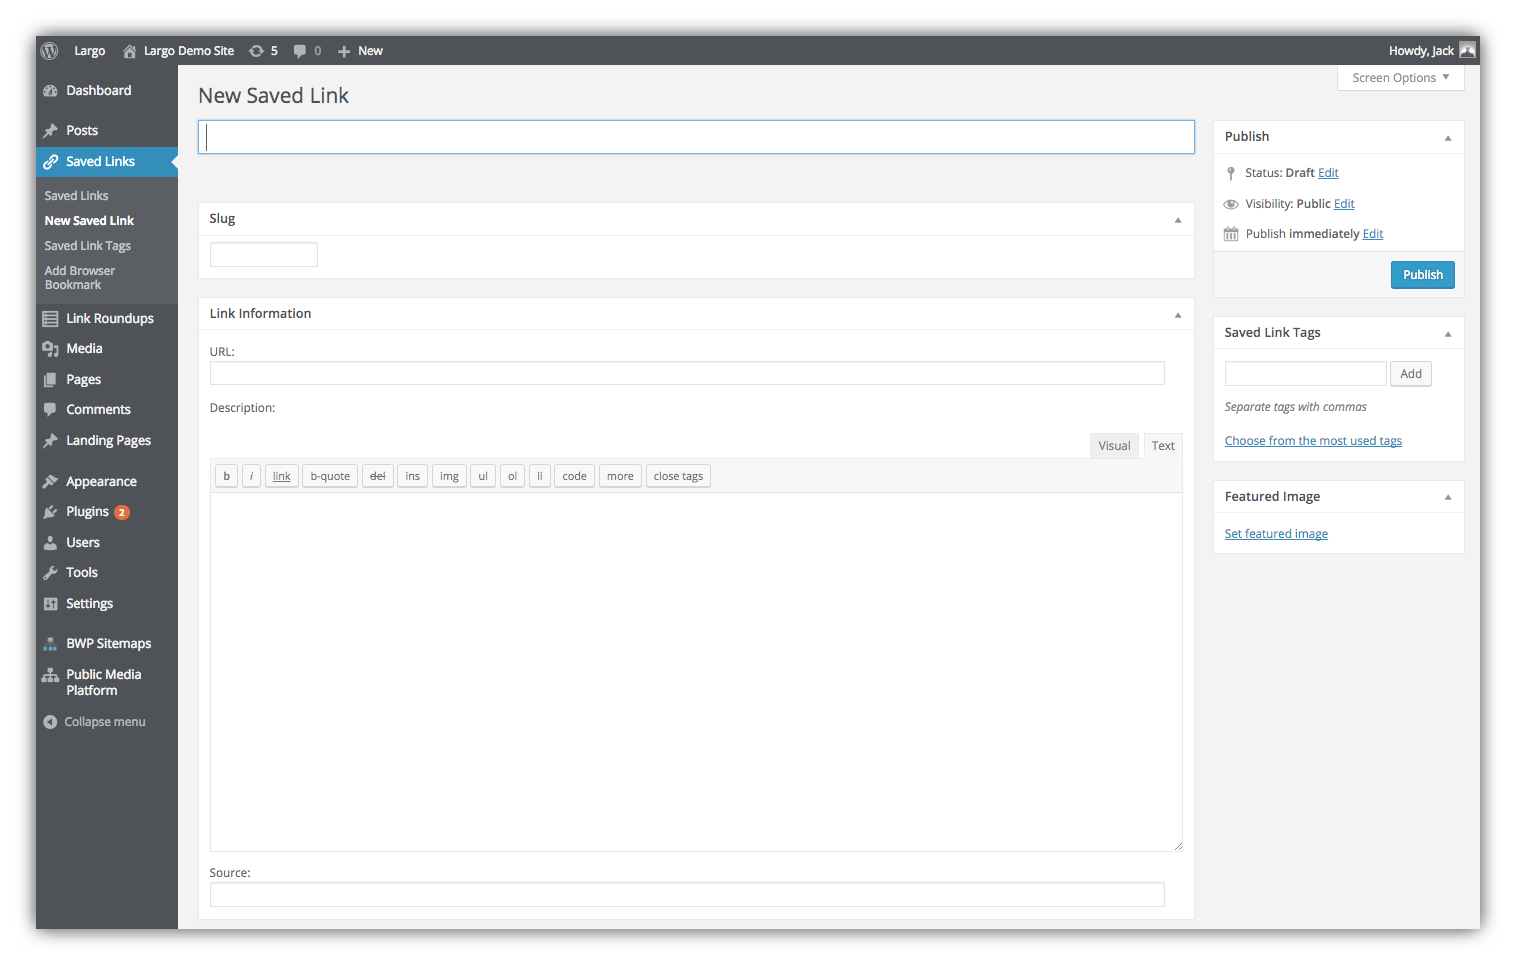 Largo Largo Demo Site 5 0 New Howdy, Jack
Screen Options
Dashboard
Posts
Saved Links
Saved Links
New Saved Link
Saved Link Tags
Add Browser
Bookmark
Link Roundups
Media
Pages
Comments
Landing Pages
Appearance
Plugins 2
Users
Tools
Settings
BWP Sitemaps
Public Media
Platform
Collapse menu
New Saved Link
Slug
Link Information
URL:
Description:
Visual Text
b i link b-quote del ins img ul ol li code more close tags
Source:
Publish
Status: Draft Edit
Visibility: Public Edit
Publish immediately Edit
Publish
Saved Link Tags
Add
Separate tags with commas
Choose from the most used tags
Featured Image
Set featured image